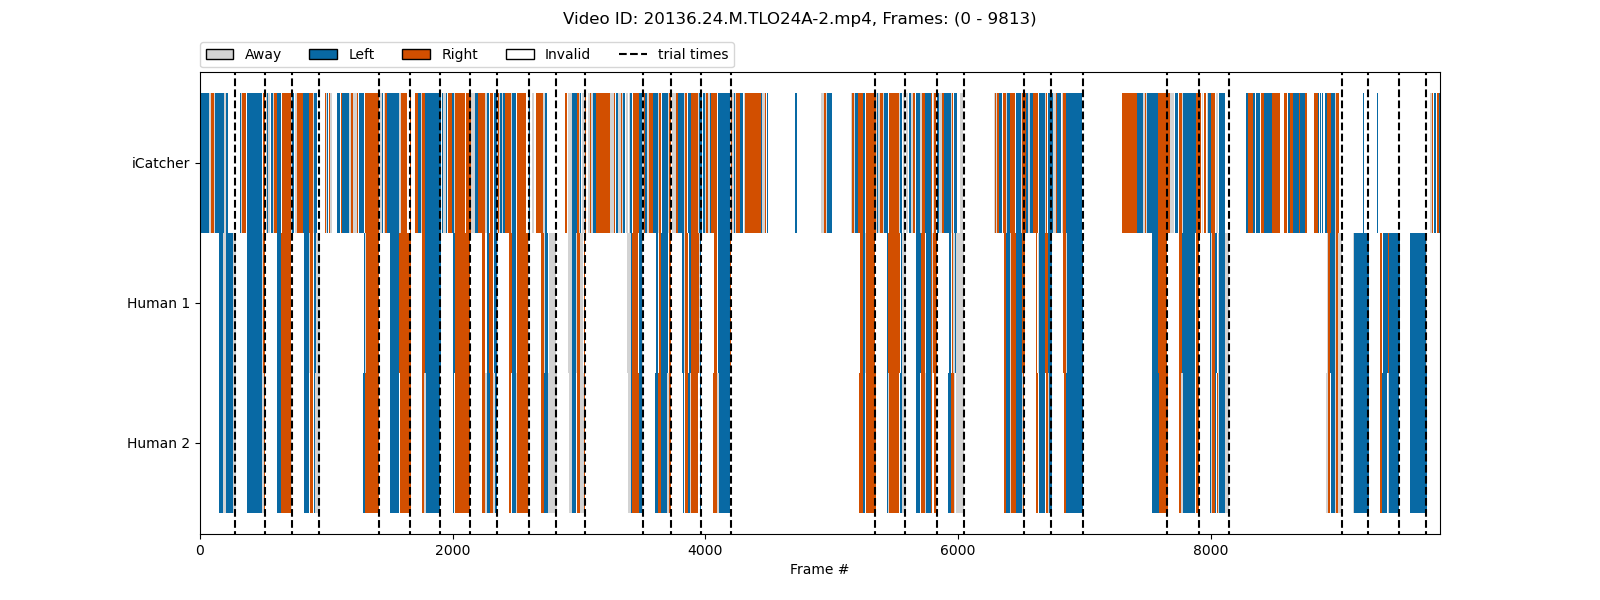 Video ID: 20136.24.M.TLO24A-2.mp4, Frames: (0 - 9813)
Away Left Right Invalid trial times
iCatcher
Human 1
Human 2
0 2000 4000 6000 8000
Frame #